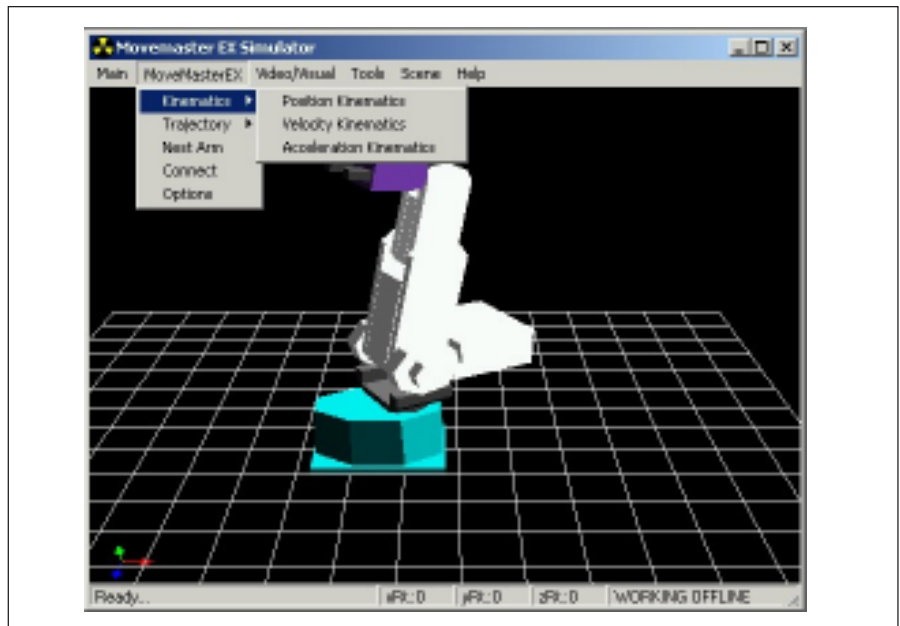 Movemaster EX Simulator
Main MoveMasterEX Video/Visual Tools Scene Help
Kinematics
Position Kinematics
Velocity Kinematics
Acceleration Kinematics
Trajectory
Nest Arm
Connect
Options
Ready... xRt.:0 yRt.:0 zRt.:0 WORKING OFFLINE